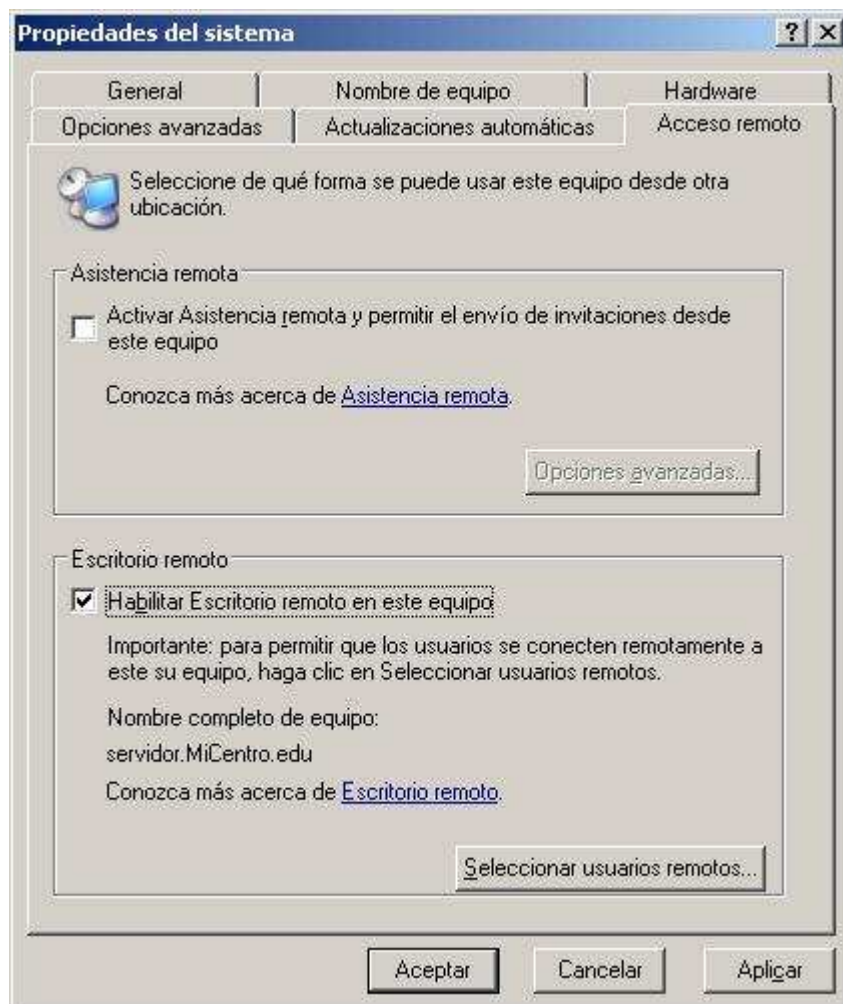 Propiedades del sistema
General
Nombre de equipo
Hardware
Opciones avanzadas
Actualizaciones automáticas
Acceso remoto
Seleccione de qué forma se puede usar este equipo desde otra
ubicación.
Asistencia remota
Activar Asistencia remota y permitir el envío de invitaciones desde
este equipo
Conozca más acerca de Asistencia remota.
Opciones avanzadas...
Escritorio remoto
Habilitar Escritorio remoto en este equipo
Importante: para permitir que los usuarios se conecten remotamente a
este su equipo, haga clic en Seleccionar usuarios remotos.
Nombre completo de equipo:
servidor.MiCentro.edu
Conozca más acerca de Escritorio remoto.
Seleccionar usuarios remotos...
Aceptar
Cancelar
Aplicar